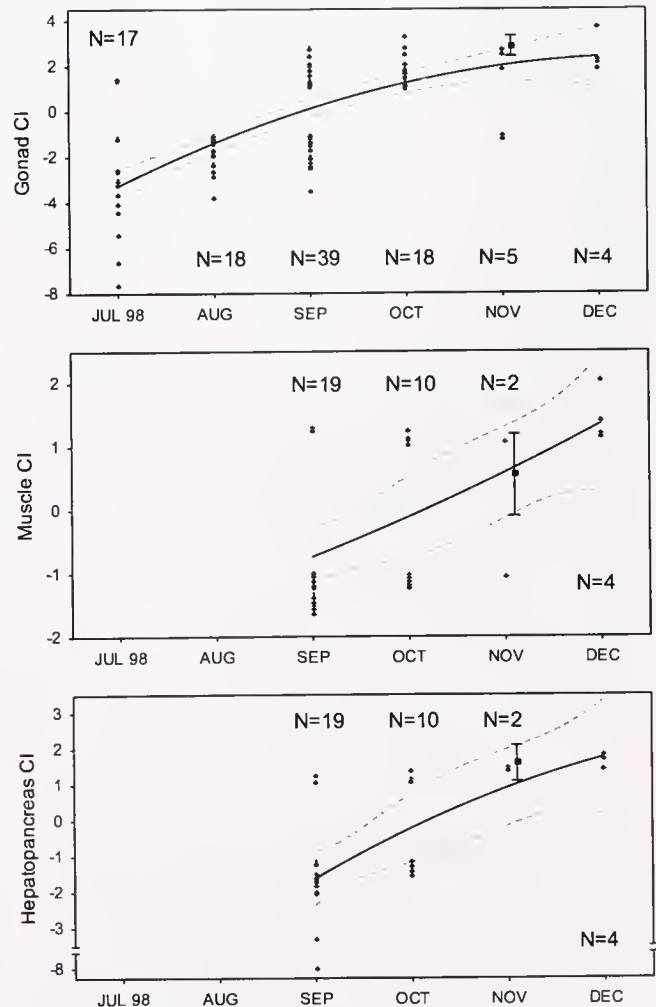 N=17
4
2
0
-2
-4
-6
-8
Gonad CI
N=18 N=39 N=18 N=5 N=4
JUL 98 AUG SEP OCT NOV DEC
N=19 N=10 N=2
2
1
0
-1
-2
Muscle CI
N=4
JUL 98 AUG SEP OCT NOV DEC
N=19 N=10 N=2
3
2
1
0
-1
-2
-3
-8
Hepatopancreas CI
N=4
JUL 98 AUG SEP OCT NOV DEC